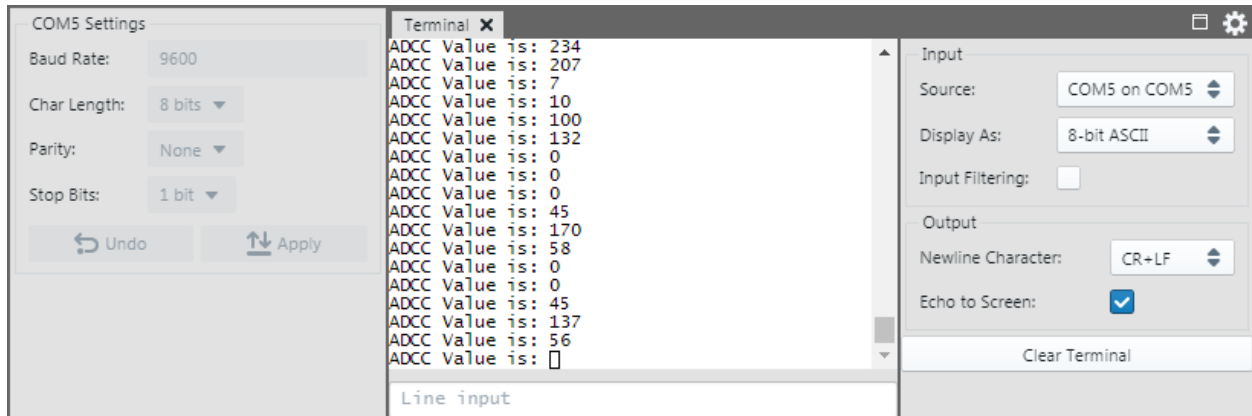 COM5 Settings
Baud Rate: 9600
Char Length: 8 bits
Parity: None
Stop Bits: 1 bit
Undo Apply
Terminal
ADCC Value is: 234
ADCC Value is: 207
ADCC Value is: 7
ADCC Value is: 10
ADCC Value is: 100
ADCC Value is: 132
ADCC Value is: 0
ADCC Value is: 0
ADCC Value is: 0
ADCC Value is: 45
ADCC Value is: 170
ADCC Value is: 58
ADCC Value is: 0
ADCC Value is: 0
ADCC Value is: 45
ADCC Value is: 137
ADCC Value is: 56
ADCC Value is:
Line input
Input
Source: COM5 on COM5
Display As: 8-bit ASCII
Input Filtering:
Output
Newline Character: CR+LF
Echo to Screen:
Clear Terminal